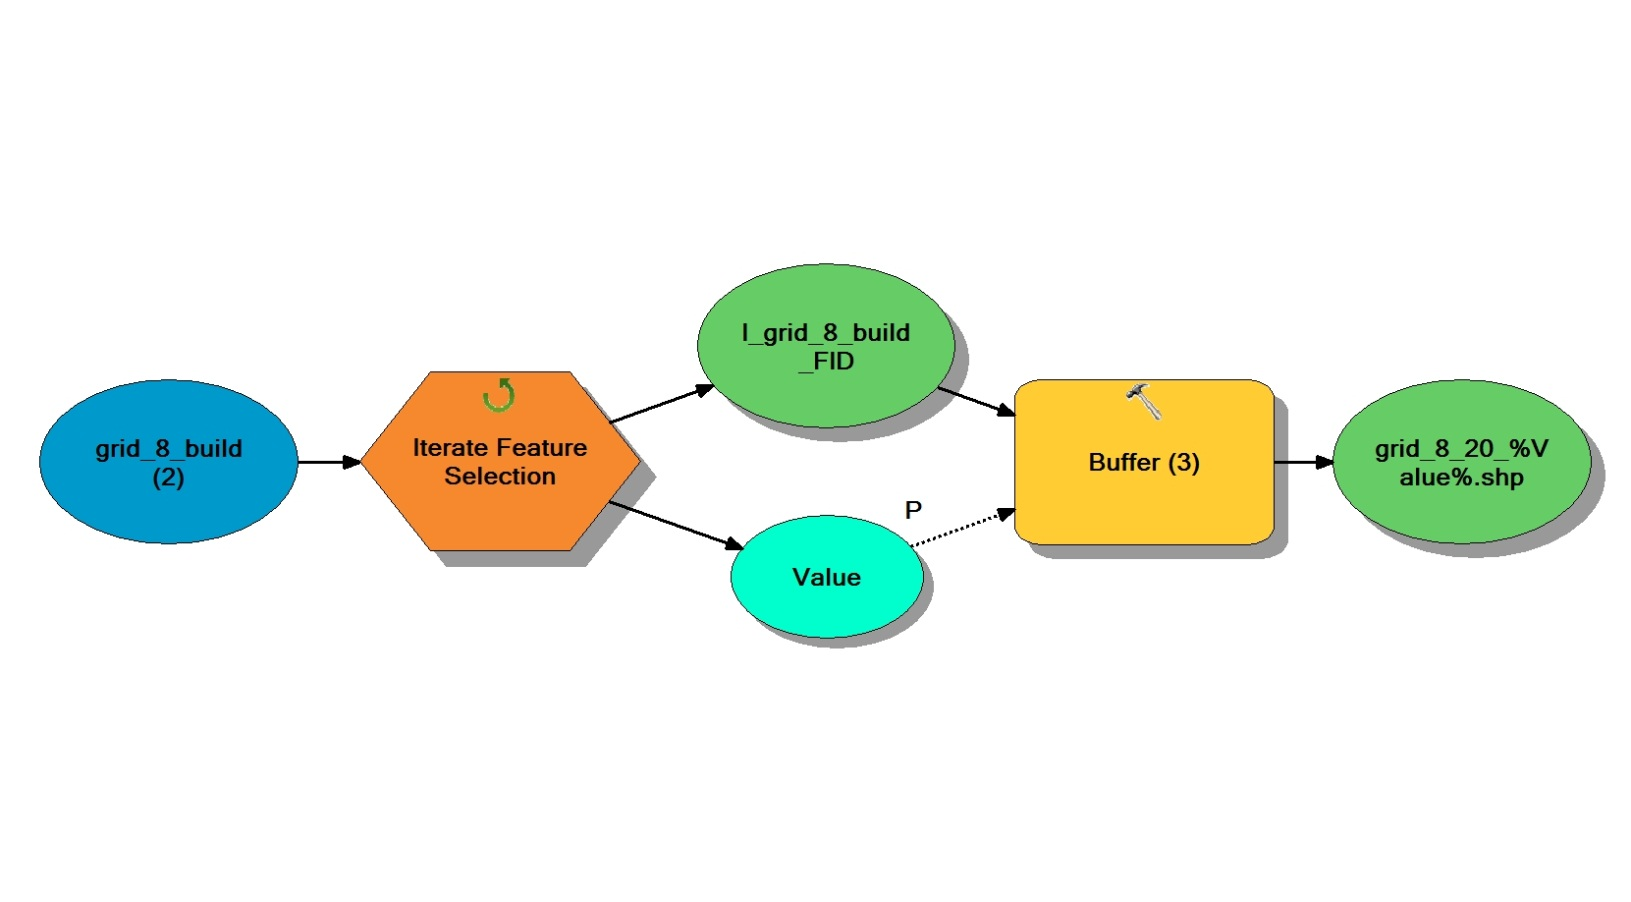 grid_8_build
(2)
Iterate Feature
Selection
I_grid_8_build
_FID
Value
P
Buffer (3)
grid_8_20_%V
alue%.shp